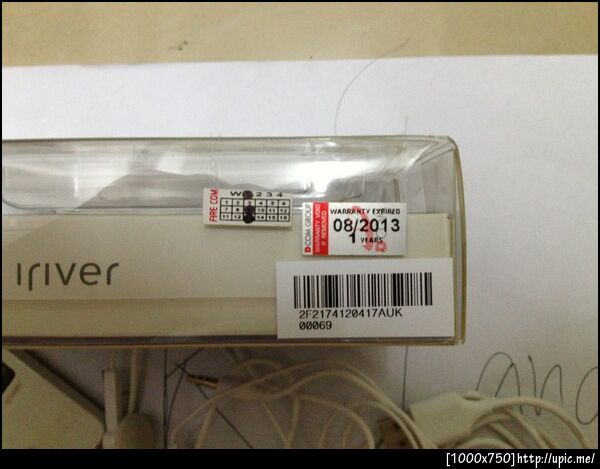 FIRE COM
W 2 3 4
iriver
D COM GROUP
WARRANTY VOID
IF REMOVED
WARRANTY EXPIRED
08/2013
1 YEARS
2F2174120417AUK
00069
and
[1000x750]http://upic.me/